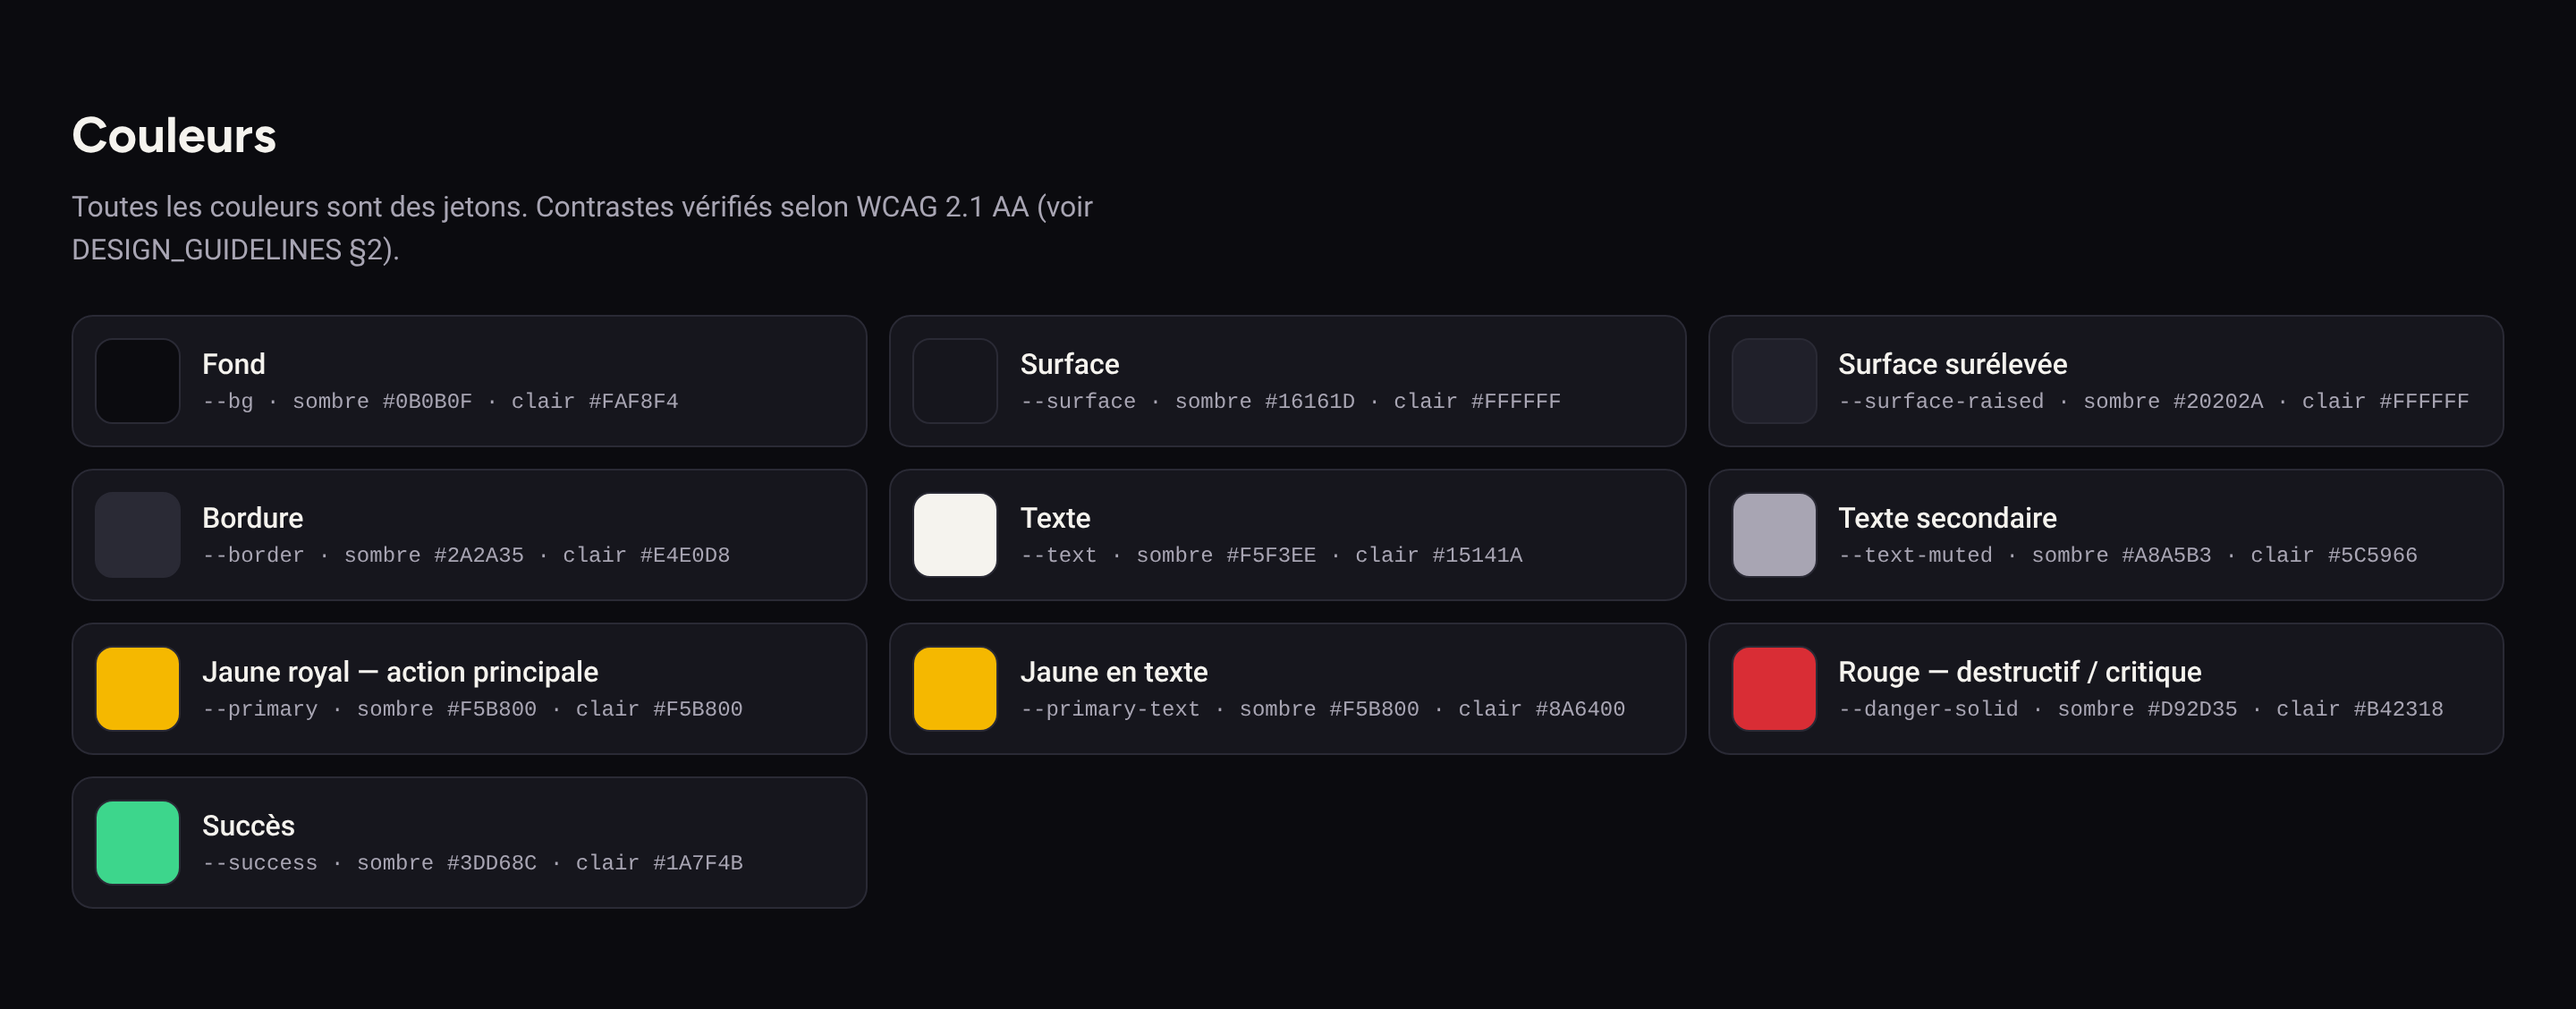 Couleurs
Toutes les couleurs sont des jetons. Contrastes vérifiés selon WCAG 2.1 AA (voir
DESIGN_GUIDELINES §2).
Fond
--bg · sombre #0B0B0F · clair #FAF8F4
Surface
--surface · sombre #16161D · clair #FFFFFF
Surface surélevée
--surface-raised · sombre #20202A · clair #FFFFFF
Bordure
--border · sombre #2A2A35 · clair #E4E0D8
Texte
--text · sombre #F5F3EE · clair #15141A
Texte secondaire
--text-muted · sombre #A8A5B3 · clair #5C5966
Jaune royal — action principale
--primary · sombre #F5B800 · clair #F5B800
Jaune en texte
--primary-text · sombre #F5B800 · clair #8A6400
Rouge — destructif / critique
--danger-solid · sombre #D92D35 · clair #B42318
Succès
--success · sombre #3DD68C · clair #1A7F4B